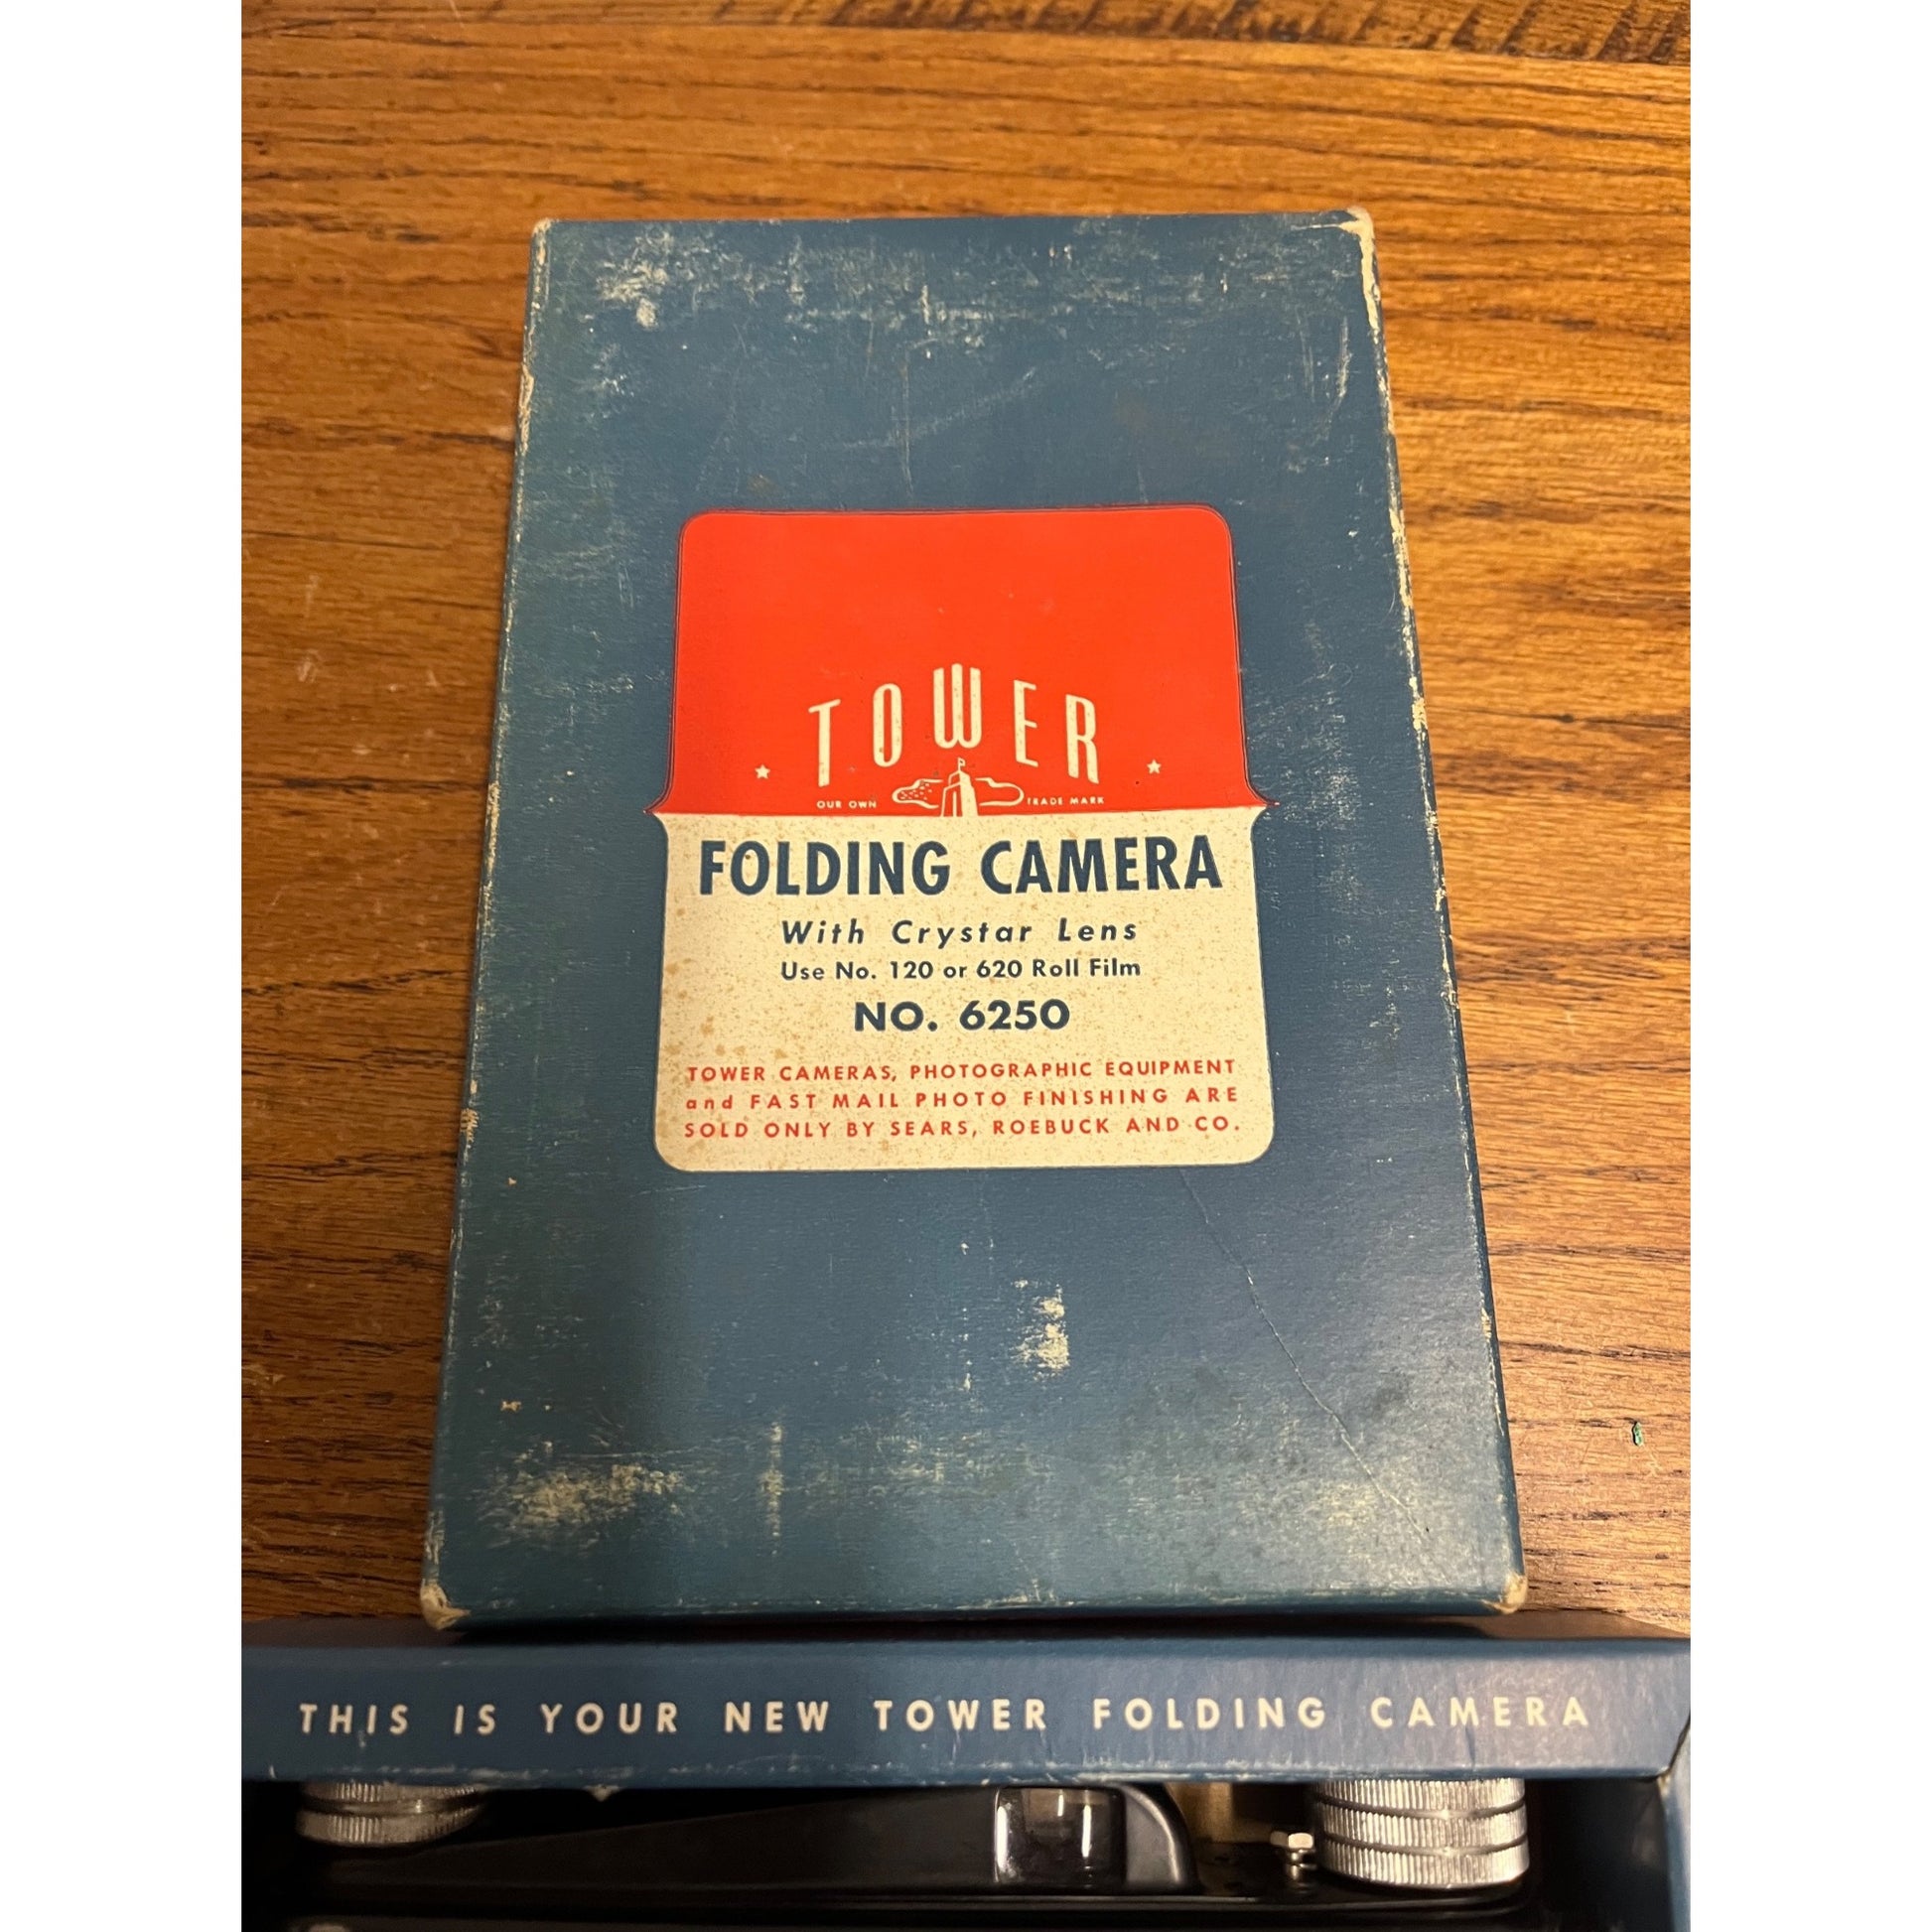 TOWER
OUR OWN TRADE MARK
FOLDING CAMERA
With Crystar Lens
Use No. 120 or 620 Roll Film
NO. 6250
TOWER CAMERAS, PHOTOGRAPHIC EQUIPMENT
and FAST MAIL PHOTO FINISHING ARE
SOLD ONLY BY SEARS, ROEBUCK AND CO.
THIS IS YOUR NEW TOWER FOLDING CAMERA